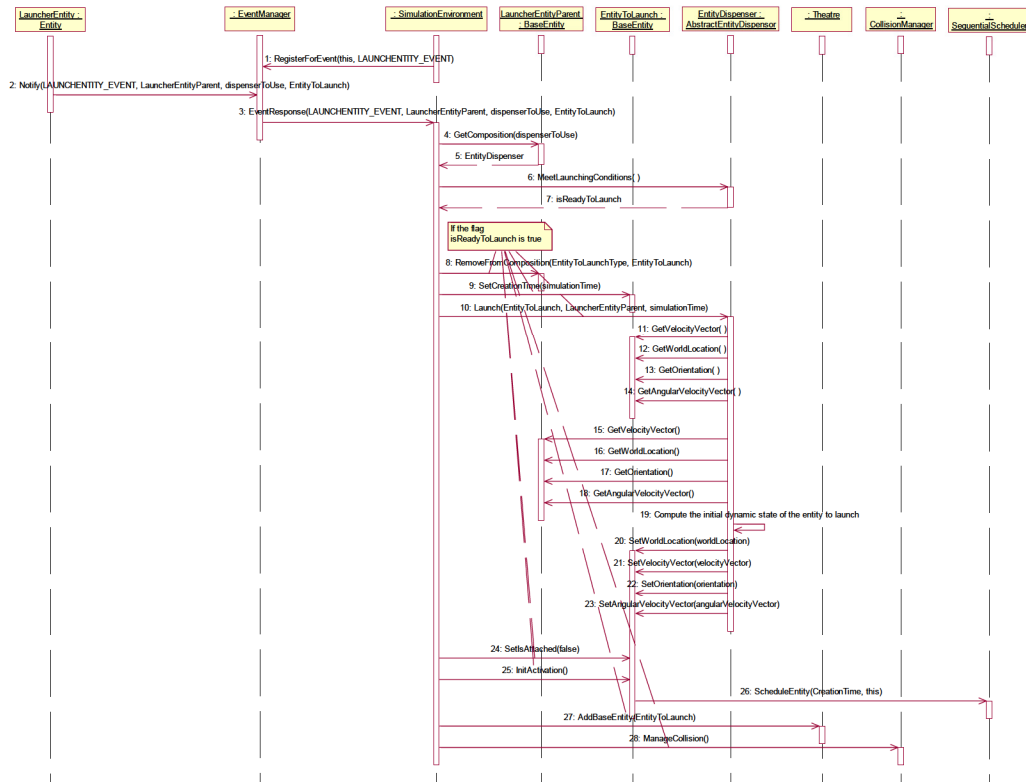 LauncherEntity :
Entity
: EventManager
: SimulationEnvironment
LauncherEntityParent
: BaseEntity
EntityToLaunch :
BaseEntity
EntityDispenser :
AbstractEntityDispensor
: Theatre
:
CollisionManager
:
SequentialScheduler
1: RegisterForEvent(this, LAUNCHENTITY_EVENT)
2: Notify(LAUNCHENTITY_EVENT, LauncherEntityParent, dispenserToUse, EntityToLaunch)
3: EventResponse(LAUNCHENTITY_EVENT, LauncherEntityParent, dispenserToUse, EntityToLaunch)
4: GetComposition(dispenserToUse)
5: EntityDispenser
6: MeetLaunchingConditions( )
7: isReadyToLaunch
If the flag
isReadyToLaunch is true
8: RemoveFromComposition(EntityToLaunchType, EntityToLaunch)
9: SetCreationTime(simulationTime)
10: Launch(EntityToLaunch, LauncherEntityParent, simulationTime)
11: GetVelocityVector( )
12: GetWorldLocation( )
13: GetOrientation( )
14: GetAngularVelocityVector( )
15: GetVelocityVector()
16: GetWorldLocation()
17: GetOrientation()
18: GetAngularVelocityVector()
19: Compute the initial dynamic state of the entity to launch
20: SetWorldLocation(worldLocation)
21: SetVelocityVector(velocityVector)
22: SetOrientation(orientation)
23: SetAngularVelocityVector(angularVelocityVector)
24: SetIsAttached(false)
25: InitActivation()
26: ScheduleEntity(CreationTime, this)
27: AddBaseEntity(EntityToLaunch)
28: ManageCollision()